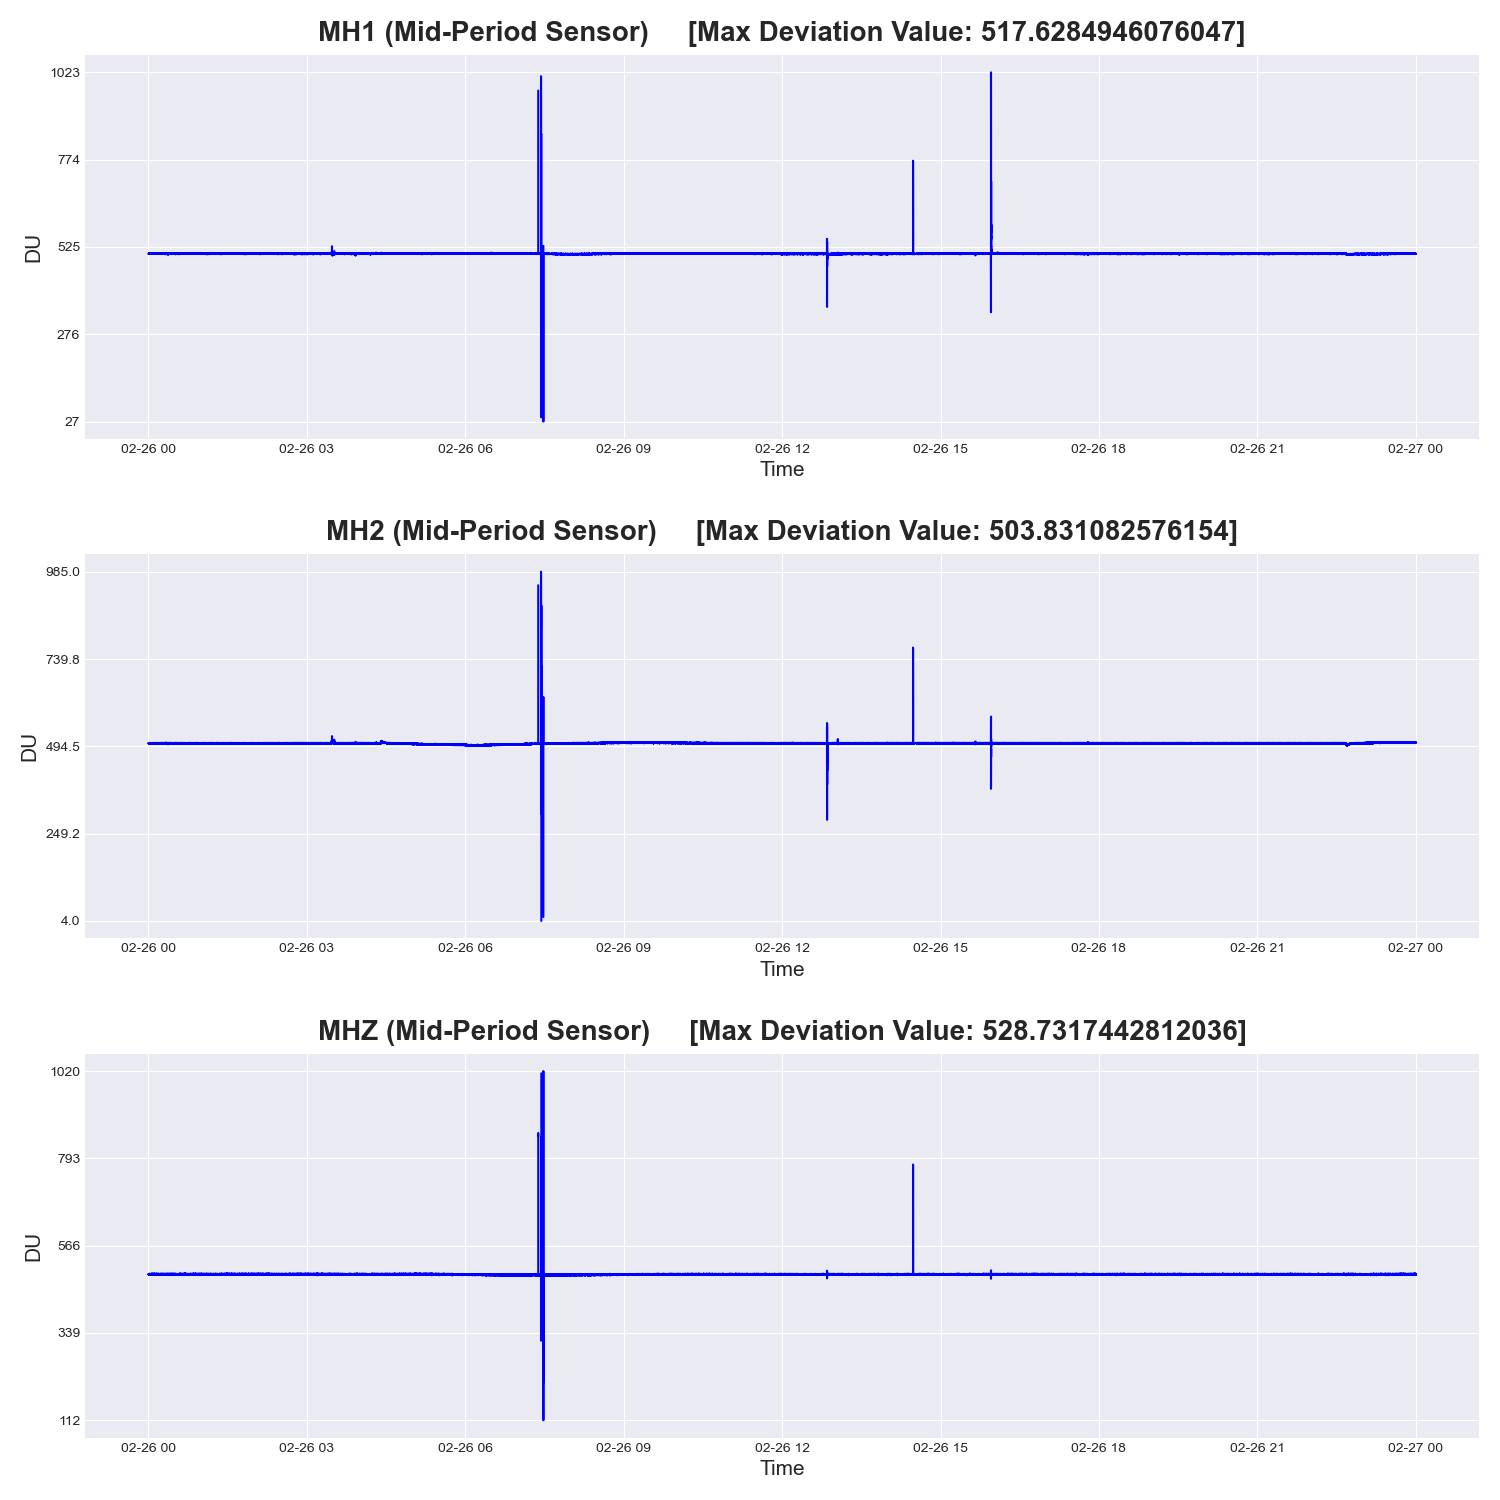 MH1 (Mid-Period Sensor) [Max Deviation Value: 517.6284946076047]
1023
774
525
276
27
DU
02-26 00 02-26 03 02-26 06 02-26 09 02-26 12 02-26 15 02-26 18 02-26 21 02-27 00
Time
MH2 (Mid-Period Sensor) [Max Deviation Value: 503.831082576154]
985.0
739.8
494.5
249.2
4.0
DU
02-26 00 02-26 03 02-26 06 02-26 09 02-26 12 02-26 15 02-26 18 02-26 21 02-27 00
Time
MHZ (Mid-Period Sensor) [Max Deviation Value: 528.7317442812036]
1020
793
566
339
112
DU
02-26 00 02-26 03 02-26 06 02-26 09 02-26 12 02-26 15 02-26 18 02-26 21 02-27 00
Time